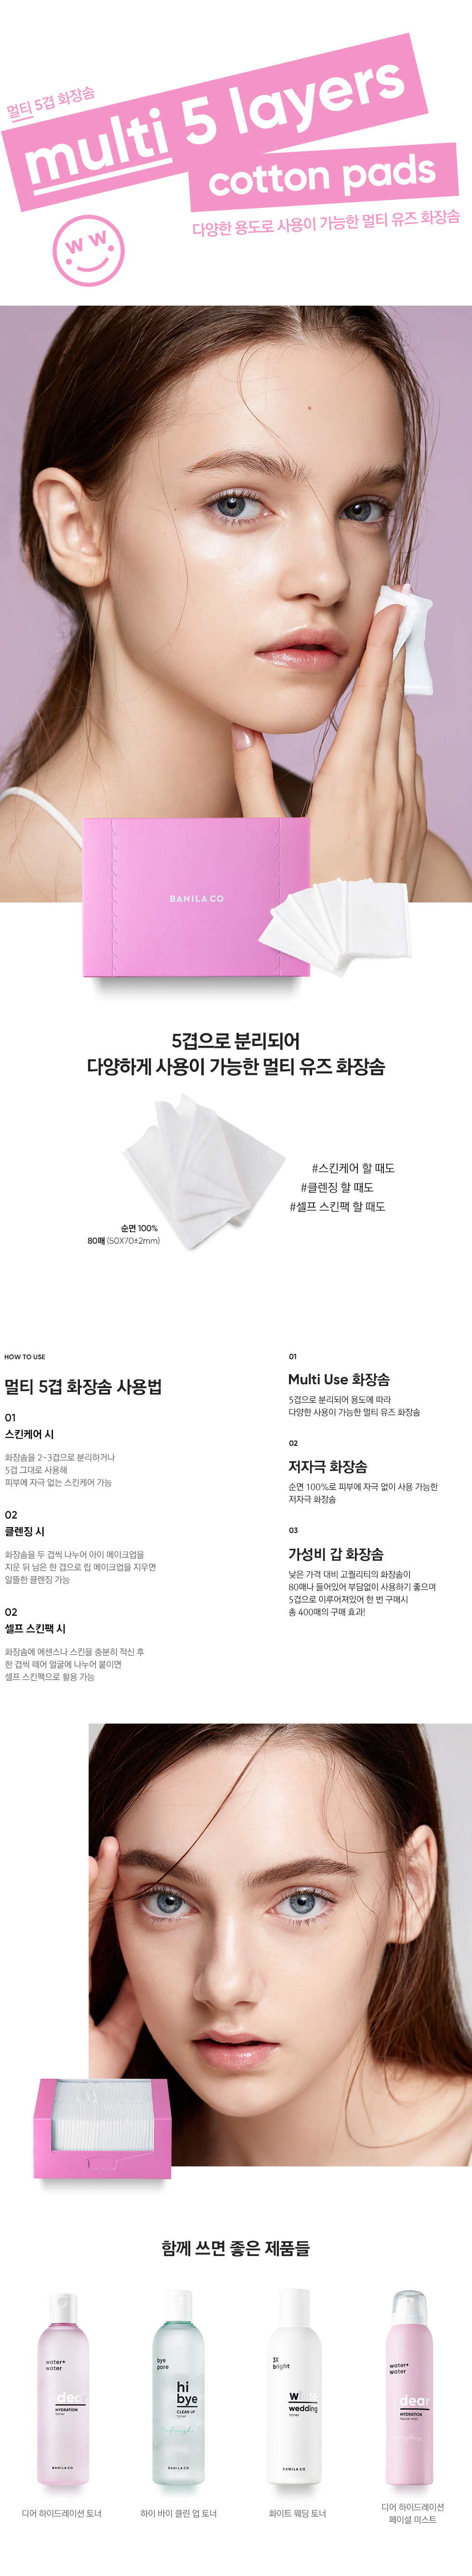 멀티 5겹 화장솜
multi 5 layers
cotton pads
다양한 용도로 사용이 가능한 멀티 유즈 화장솜
w w
BANILA CO
5겹으로 분리되어
다양하게 사용이 가능한 멀티 유즈 화장솜
#스킨케어 할 때도
#클렌징 할 때도
#셀프 스킨팩 할 때도
순면 100%
80매 (50X70±2mm)
HOW TO USE
멀티 5겹 화장솜 사용법
01
스킨케어 시
화장솜을 2~3겹으로 분리하거나
5겹 그대로 사용해
피부에 자극 없는 스킨케어 가능
02
클렌징 시
화장솜을 두 겹씩 나누어 아이 메이크업을
지운 뒤 남은 한 겹으로 립 메이크업을 지우면
알뜰한 클렌징 가능
02
셀프 스킨팩 시
화장솜에 에센스나 스킨을 충분히 적신 후
한 겹씩 떼어 얼굴에 나누어 붙이면
셀프 스킨팩으로 활용 가능
01
Multi Use 화장솜
5겹으로 분리되어 용도에 따라
다양한 사용이 가능한 멀티 유즈 화장솜
02
저자극 화장솜
순면 100%로 피부에 자극 없이 사용 가능한
저자극 화장솜
03
가성비 갑 화장솜
낮은 가격 대비 고퀄리티의 화장솜이
80매나 들어있어 부담없이 사용하기 좋으며
5겹으로 이루어져있어 한 번 구매시
총 400매의 구매 효과!
함께 쓰면 좋은 제품들
water+
water
dear
HYDRATION
toner
BANILA CO
bye
pore
hi
bye
CLEAN UP
toner
BANILA CO
3X
bright
wedding
toner
BANILA CO
water+
water
dear
HYDRATION
facial mist
디어 하이드레이션 토너
하이 바이 클린 업 토너
화이트 웨딩 토너
디어 하이드레이션
페이셜 미스트